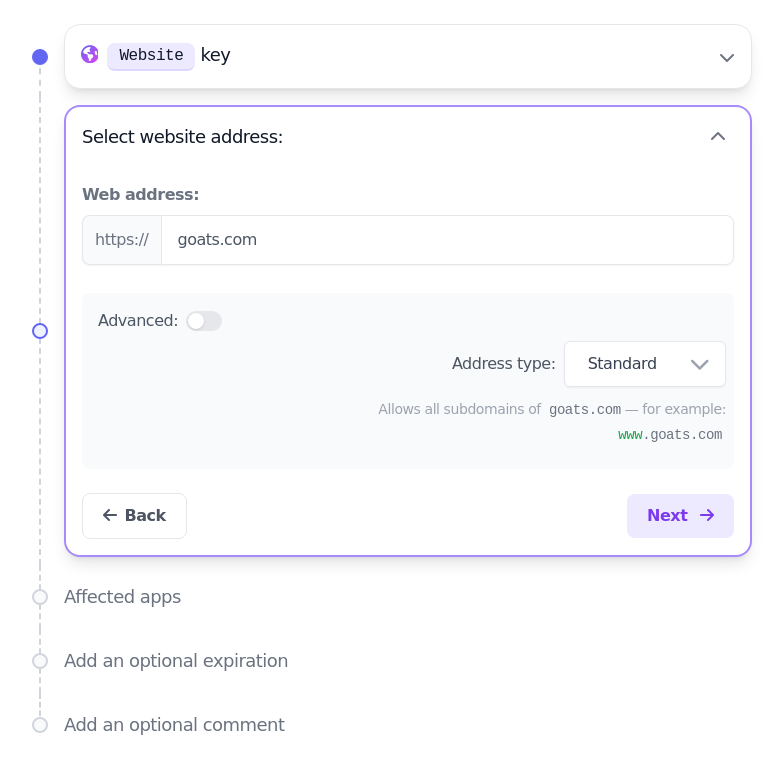 Website key
Select website address:
Web address:
https:// goats.com
Advanced:
Address type: Standard
Allows all subdomains of goats.com — for example:
www.goats.com
Back
Next
Affected apps
Add an optional expiration
Add an optional comment